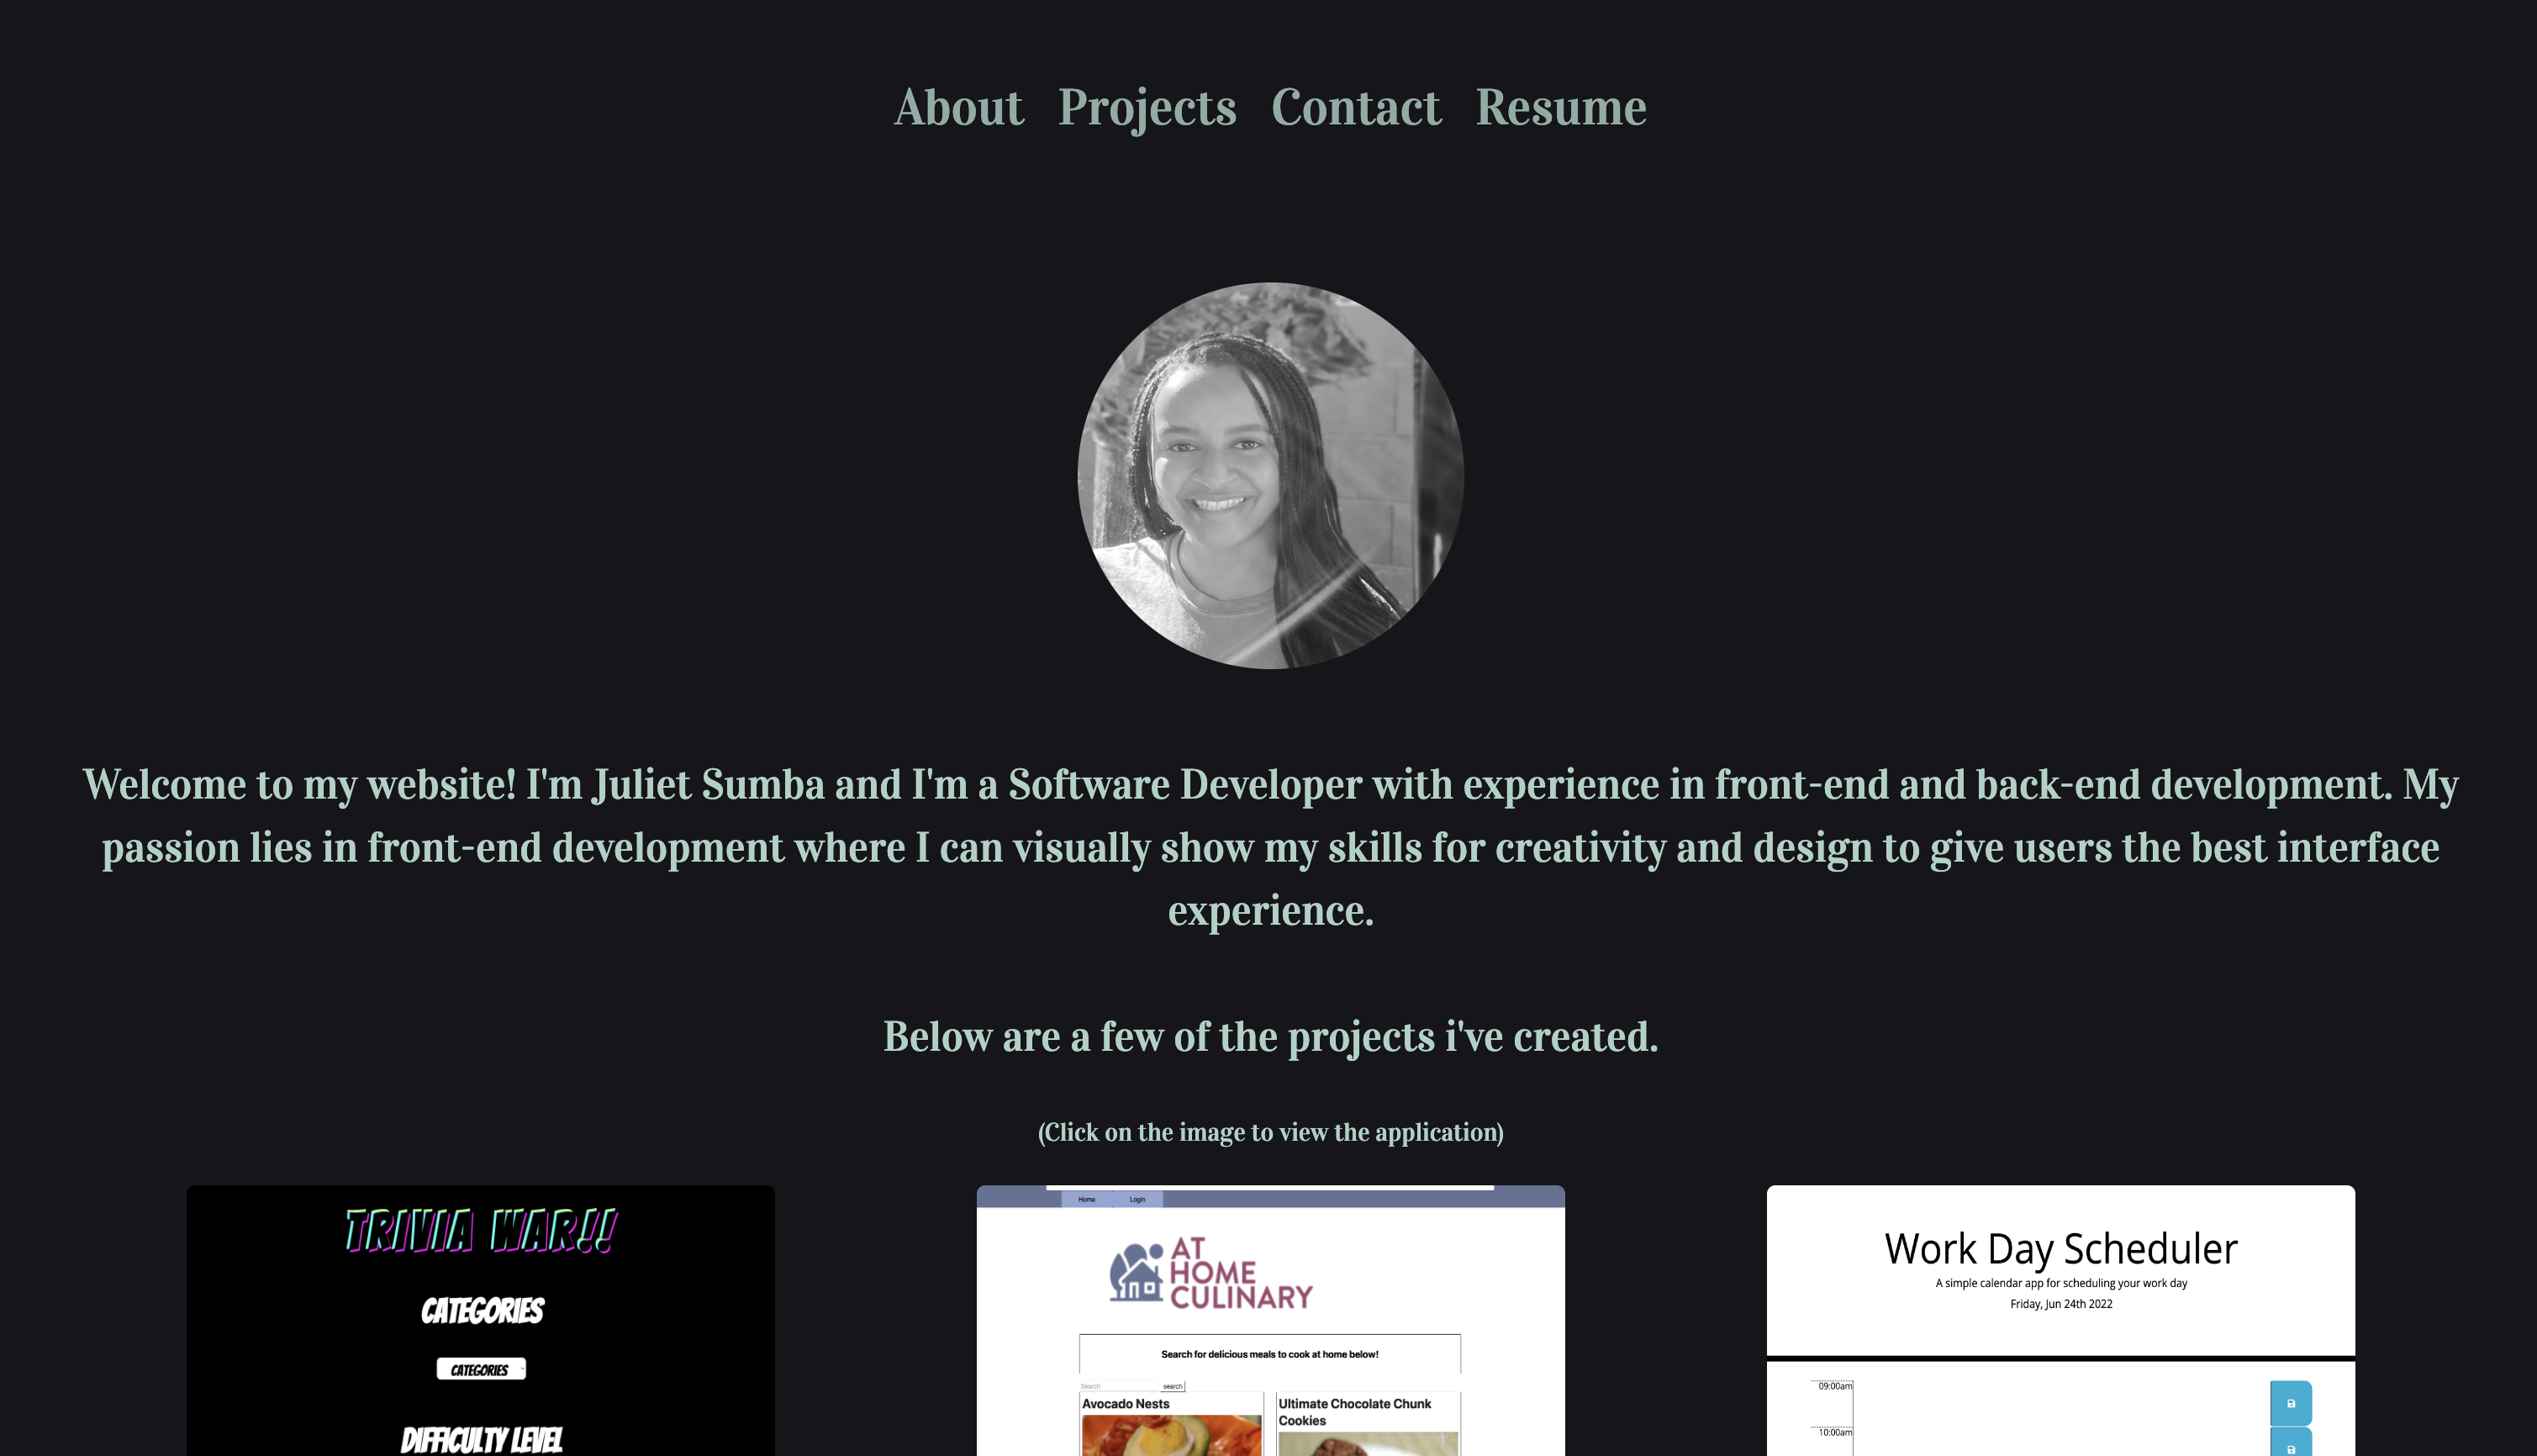 About Projects Contact Resume
Welcome to my website! I'm Juliet Sumba and I'm a Software Developer with experience in front-end and back-end development. My
passion lies in front-end development where I can visually show my skills for creativity and design to give users the best interface
experience.
Below are a few of the projects i've created.
(Click on the image to view the application)
TRIVIA WAR!!
CATEGORIES
CATEGORIES
DIFFICULTY LEVEL
Home Login
AT
HOME
CULINARY
Search for delicious meals to cook at home below!
Search search
Avocado Nests
Ultimate Chocolate Chunk
Cookies
Work Day Scheduler
A simple calendar app for scheduling your work day
Friday, Jun 24th 2022
09:00am
10:00am